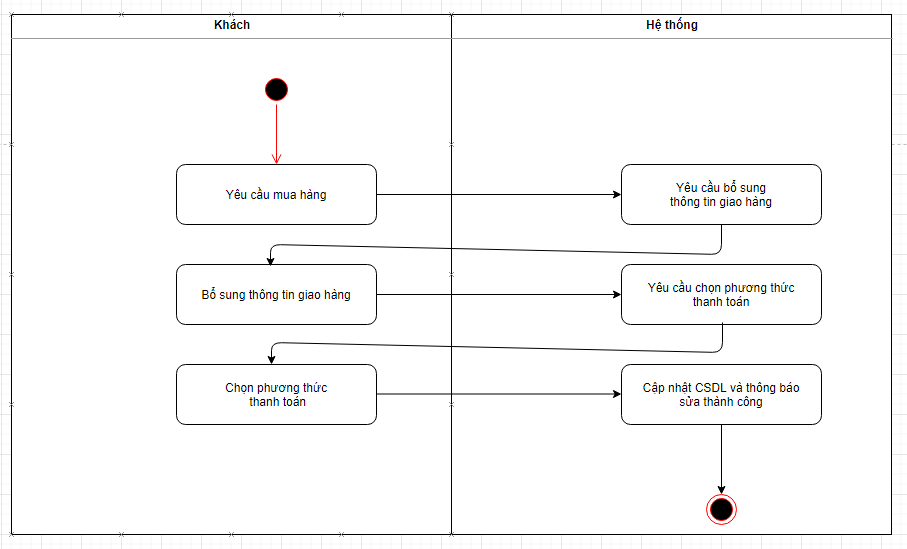 Khách
Hệ thống
Yêu cầu mua hàng
Yêu cầu bổ sung
thông tin giao hàng
Bổ sung thông tin giao hàng
Yêu cầu chọn phương thức
thanh toán
Chọn phương thức
thanh toán
Cập nhật CSDL và thông báo
sửa thành công